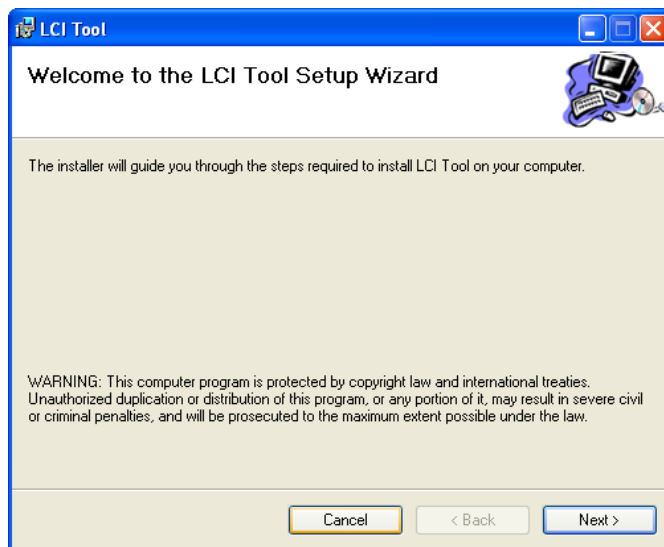 LCI Tool
Welcome to the LCI Tool Setup Wizard
The installer will guide you through the steps required to install LCI Tool on your computer.
WARNING: This computer program is protected by copyright law and international treaties.
Unauthorized duplication or distribution of this program, or any portion of it, may result in severe civil
or criminal penalties, and will be prosecuted to the maximum extent possible under the law.
Cancel
< Back
Next >